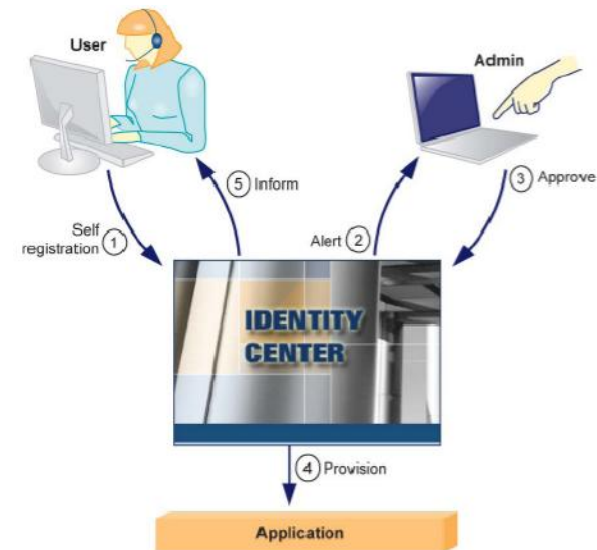 User
Admin
5 Inform
3 Approve
Self
registration 1
Alert 2
IDENTITY
CENTER
4 Provision
Application